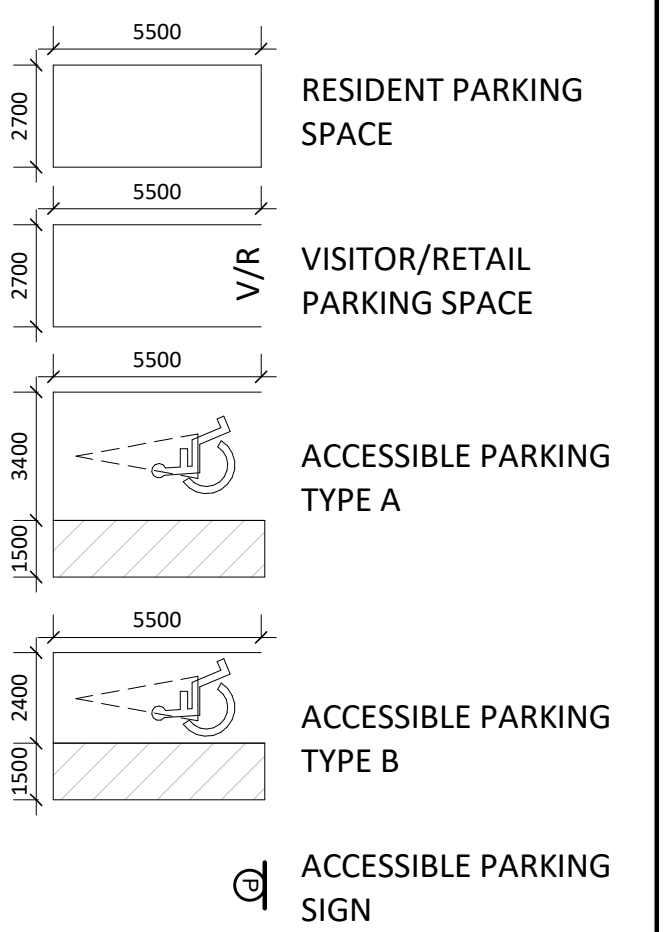 5500
2700
RESIDENT PARKING
SPACE
5500
2700
V/R
VISITOR/RETAIL
PARKING SPACE
5500
3400
1500
ACCESSIBLE PARKING
TYPE A
5500
2400
1500
ACCESSIBLE PARKING
TYPE B
P
ACCESSIBLE PARKING
SIGN